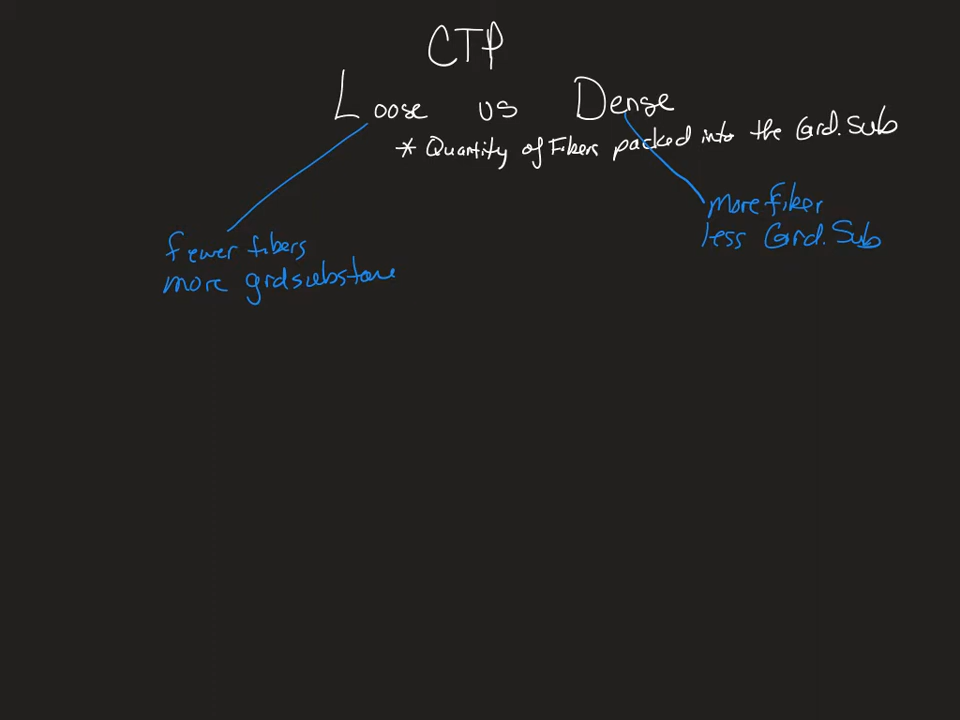 CTP
Loose vs Dense
* Quantity of Fibers packed into the Grd. Sub
more fiber
less Grd. Sub
fewer fibers
more grdsubstane